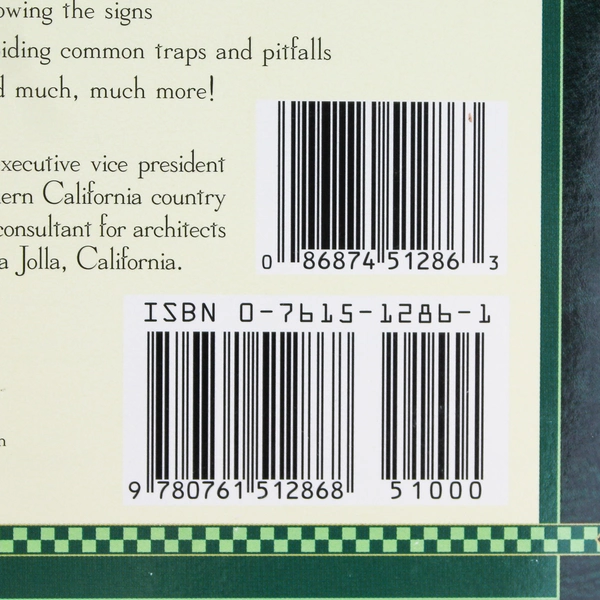 owing the signs
iding common traps and pitfalls
d much, much more!
xecutive vice president
ern California country
consultant for architects
a Jolla, California.
0 86874 51286 3
ISBN 0-7615-1286-1
9 780761 512868
51000